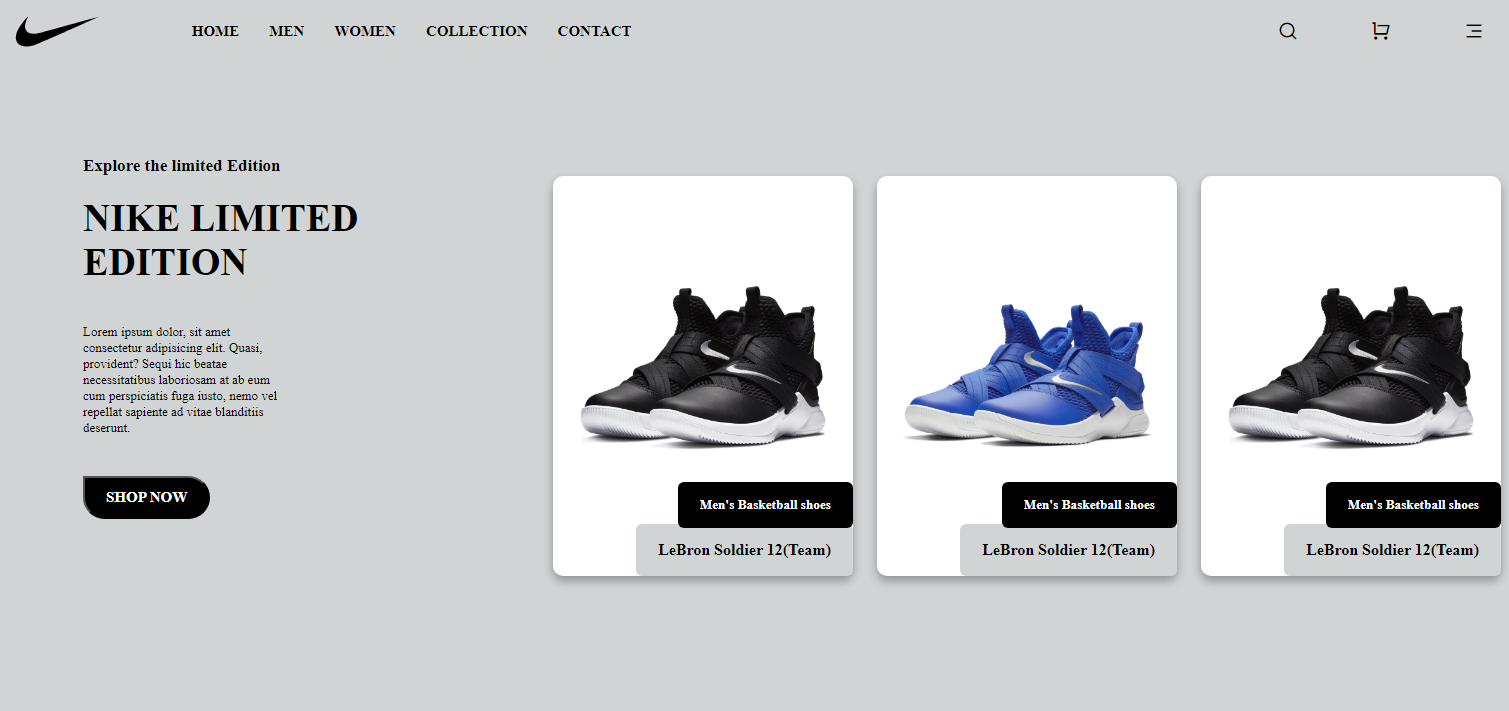 HOME MEN WOMEN COLLECTION CONTACT
Explore the limited Edition
NIKE LIMITED
EDITION
Lorem ipsum dolor, sit amet
consectetur adipisicing elit. Quasi,
provident? Sequi hic beatae
necessitatibus laboriosam at ab eum
cum perspiciatis fuga iusto, nemo vel
repellat sapiente ad vitae blanditiis
deserunt.
SHOP NOW
Men's Basketball shoes
LeBron Soldier 12(Team)
Men's Basketball shoes
LeBron Soldier 12(Team)
Men's Basketball shoes
LeBron Soldier 12(Team)